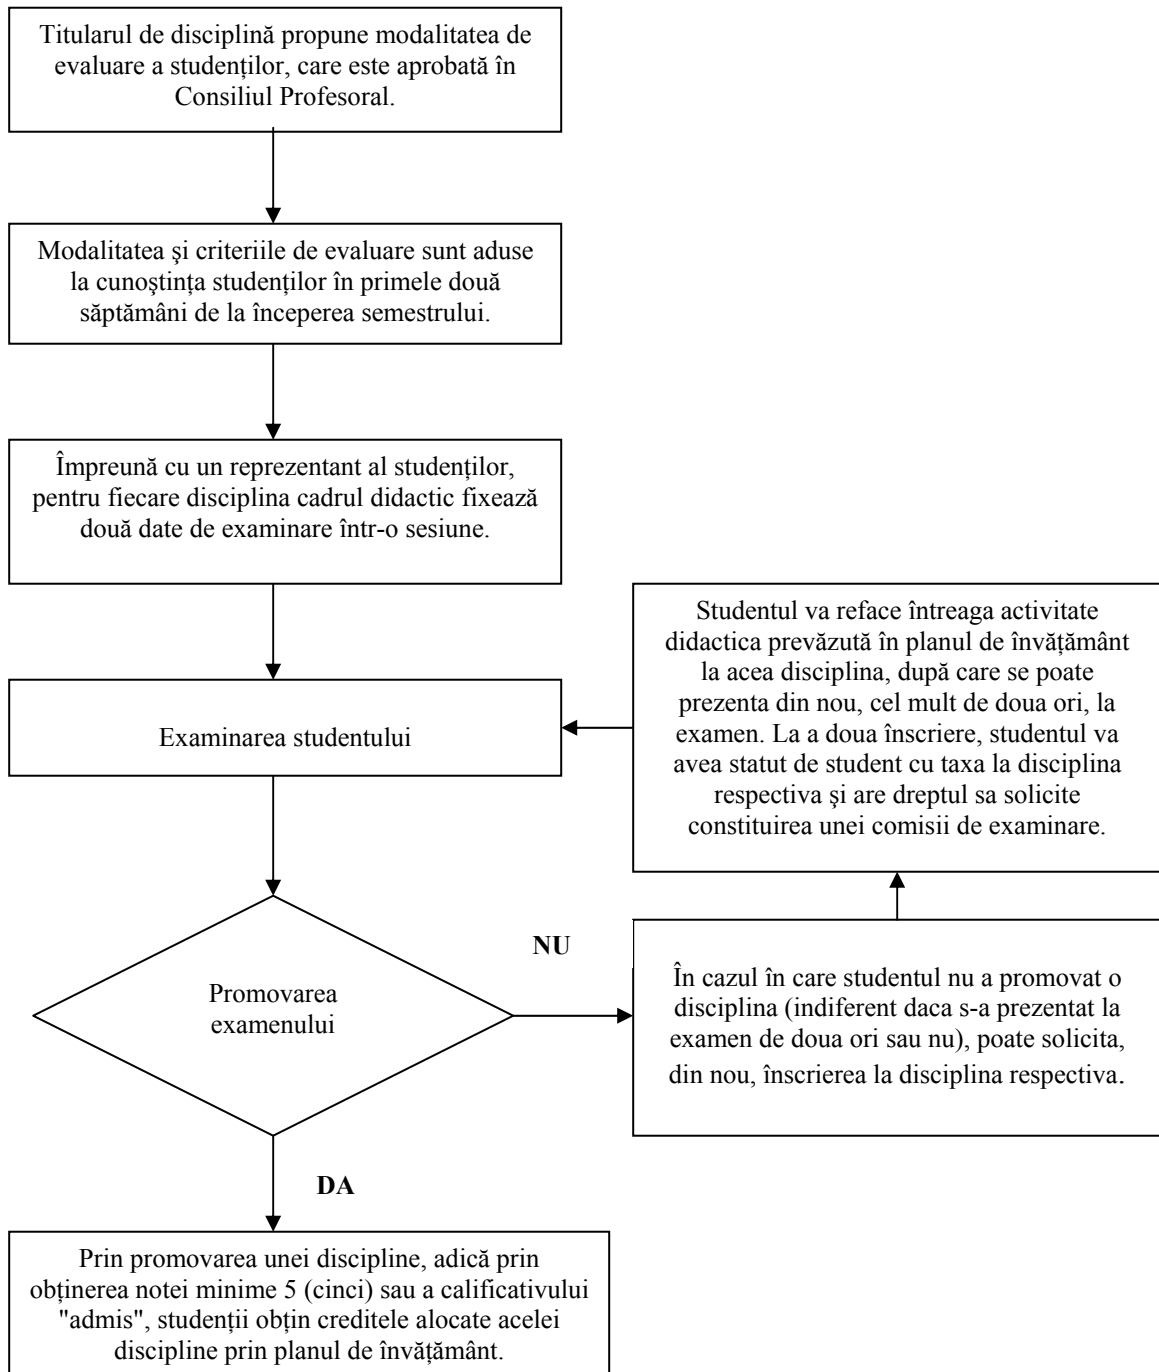 Titularul de disciplină propune modalitatea de
evaluare a studenților, care este aprobată în
Consiliul Profesoral.
Modalitatea şi criteriile de evaluare sunt aduse
la cunoştința studenților în primele două
săptămâni de la începerea semestrului.
Împreună cu un reprezentant al studenților,
pentru fiecare disciplina cadrul didactic fixează
două date de examinare într-o sesiune.
Examinarea studentului
Studentul va reface întreaga activitate
didactica prevăzută în planul de învățământ
la acea disciplina, după care se poate
prezenta din nou, cel mult de doua ori, la
examen. La a doua înscriere, studentul va
avea statut de student cu taxa la disciplina
respectiva şi are dreptul sa solicite
constituirea unei comisii de examinare.
Promovarea
examenului
NU
În cazul în care studentul nu a promovat o
disciplina (indiferent daca s-a prezentat la
examen de doua ori sau nu), poate solicita,
din nou, înscrierea la disciplina respectiva.
DA
Prin promovarea unei discipline, adică prin
obținerea notei minime 5 (cinci) sau a calificativului
"admis", studenții obțin creditele alocate acelei
discipline prin planul de învățământ.